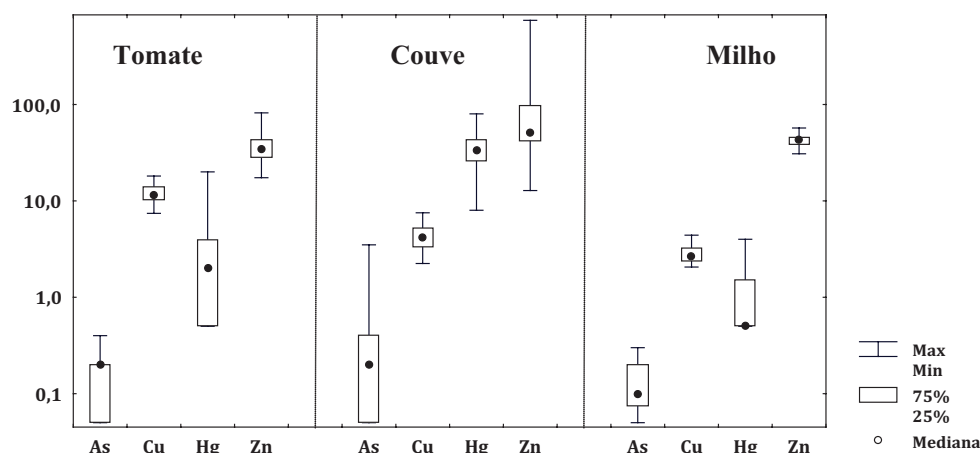 Tomate Couve Milho
100,0
10,0
1,0
0,1
As Cu Hg Zn As Cu Hg Zn As Cu Hg Zn
Max
Min
75%
25%
Mediana